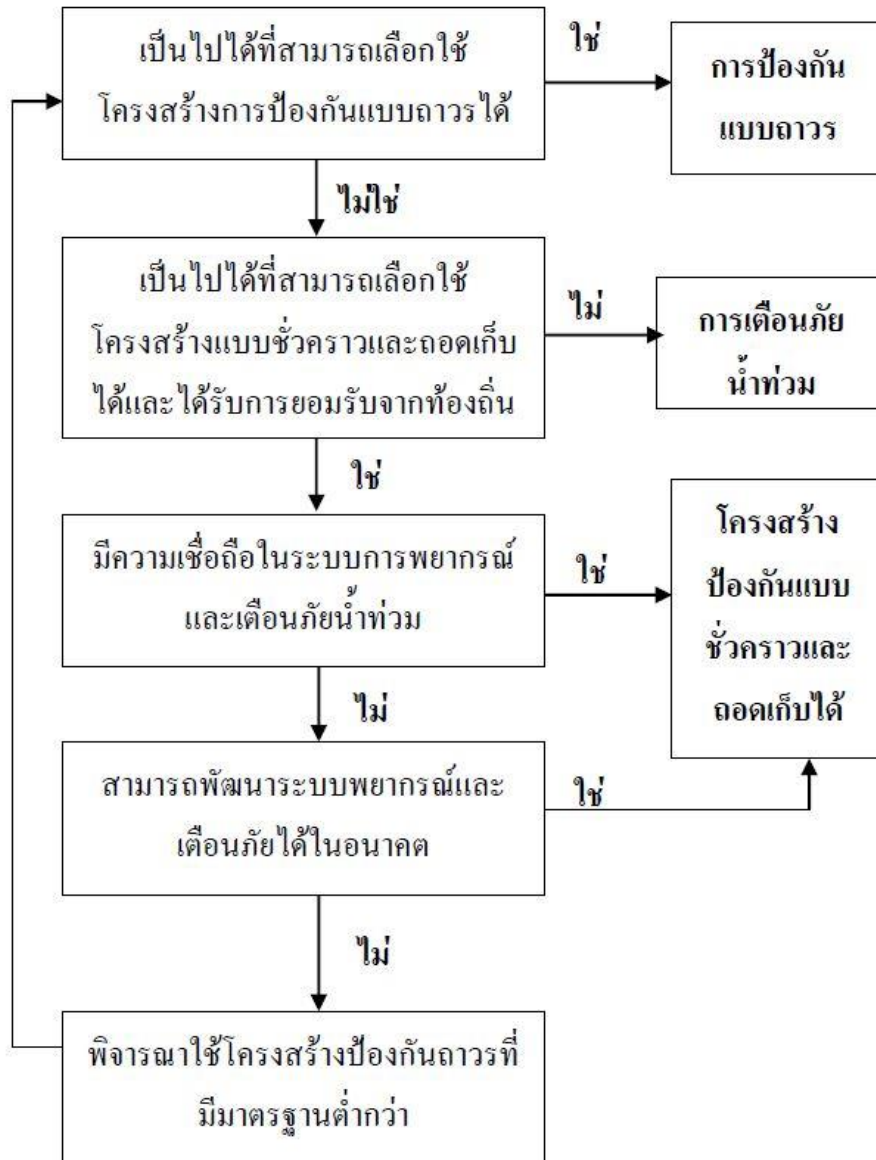 เป็นไปได้ที่สามารถเลือกใช้
โครงสร้างการป้องกันแบบถาวรได้
ใช่
การป้องกัน
แบบถาวร
ไม่ใช่
เป็นไปได้ที่สามารถเลือกใช้
โครงสร้างแบบชั่วคราวและถอดเก็บ
ได้และได้รับการยอมรับจากท้องถิ่น
ไม่
การเตือนภัย
น้ำท่วม
ใช่
มีความเชื่อถือในระบบการพยากรณ์
และเตือนภัยน้ำท่วม
ใช่
โครงสร้าง
ป้องกันแบบ
ชั่วคราวและ
ถอดเก็บได้
ไม่
สามารถพัฒนาระบบพยากรณ์และ
เตือนภัยได้ในอนาคต
ใช่
ไม่
พิจารณาใช้โครงสร้างป้องกันถาวรที่
มีมาตรฐานต่ำกว่า